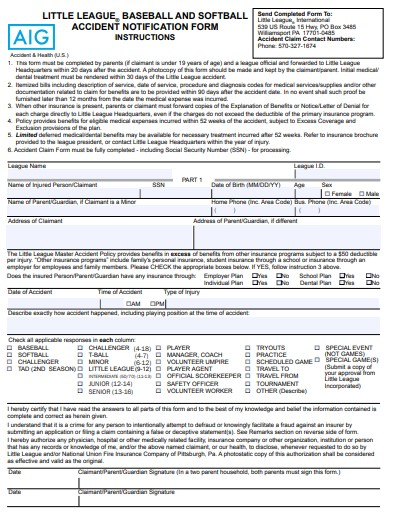 LITTLE LEAGUE® BASEBALL AND SOFTBALL
ACCIDENT NOTIFICATION FORM
INSTRUCTIONS
AIG
Accident & Health (U.S.)
Send Completed Form To:
Little League® International
539 US Route 15 Hwy, PO Box 3485
Williamsport PA 17701-0485
Accident Claim Contact Numbers:
Phone: 570-327-1674
1. This form must be completed by parents (if claimant is under 19 years of age) and a league official and forwarded to Little League
Headquarters within 20 days after the accident. A photocopy of this form should be made and kept by the claimant/parent. Initial medical/
dental treatment must be rendered within 30 days of the Little League accident.
2. Itemized bills including description of service, date of service, procedure and diagnosis codes for medical services/supplies and/or other
documentation related to claim for benefits are to be provided within 90 days after the accident date. In no event shall such proof be
furnished later than 12 months from the date the medical expense was incurred.
3. When other insurance is present, parents or claimant must forward copies of the Explanation of Benefits or Notice/Letter of Denial for
each charge directly to Little League Headquarters, even if the charges do not exceed the deductible of the primary insurance program.
4. Policy provides benefits for eligible medical expenses incurred within 52 weeks of the accident, subject to Excess Coverage and
Exclusion provisions of the plan.
5. Limited deferred medical/dental benefits may be available for necessary treatment incurred after 52 weeks. Refer to insurance brochure
provided to the league president, or contact Little League Headquarters within the year of injury.
6. Accident Claim Form must be fully completed - including Social Security Number (SSN) - for processing.
League Name League I.D.
PART 1
Name of Injured Person/Claimant SSN Date of Birth (MM/DD/YY) Age Sex
☐ Female ☐ Male
Name of Parent/Guardian, if Claimant is a Minor Home Phone (Inc. Area Code) Bus. Phone (Inc. Area Code)
( ) ( )
Address of Claimant Address of Parent/Guardian, if different
The Little League Master Accident Policy provides benefits in excess of benefits from other insurance programs subject to a $50 deductible
per injury. "Other insurance programs" include family's personal insurance, student insurance through a school or insurance through an
employer for employees and family members. Please CHECK the appropriate boxes below. If YES, follow instruction 3 above.
Does the insured Person/Parent/Guardian have any insurance through: Employer Plan ☐Yes ☐No School Plan ☐Yes ☐No
Individual Plan ☐Yes ☐No Dental Plan ☐Yes ☐No
Date of Accident Time of Accident Type of Injury
☐AM ☐PM
Describe exactly how accident happened, including playing position at the time of accident:
Check all applicable responses in each column:
☐ BASEBALL ☐ CHALLENGER (4-18) ☐ PLAYER ☐ TRYOUTS ☐ SPECIAL EVENT
☐ SOFTBALL ☐ T-BALL (4-7) ☐ MANAGER, COACH ☐ PRACTICE (NOT GAMES)
☐ CHALLENGER ☐ MINOR (6-12) ☐ VOLUNTEER UMPIRE ☐ SCHEDULED GAME ☐ SPECIAL GAME(S)
☐ TAD (2ND SEASON) ☐ LITTLE LEAGUE(9-12) ☐ PLAYER AGENT ☐ TRAVEL TO (Submit a copy of
☐ INTERMEDIATE (50/70) (11-13) ☐ OFFICIAL SCOREKEEPER ☐ TRAVEL FROM your approval from
☐ JUNIOR (12-14) ☐ SAFETY OFFICER ☐ TOURNAMENT Little League
☐ SENIOR (13-16) ☐ VOLUNTEER WORKER ☐ OTHER (Describe) Incorporated)
I hereby certify that I have read the answers to all parts of this form and to the best of my knowledge and belief the information contained is
complete and correct as herein given.
I understand that it is a crime for any person to intentionally attempt to defraud or knowingly facilitate a fraud against an insurer by
submitting an application or filing a claim containing a false or deceptive statement(s). See Remarks section on reverse side of form.
I hereby authorize any physician, hospital or other medically related facility, insurance company or other organization, institution or person
that has any records or knowledge of me, and/or the above named claimant, or our health, to disclose, whenever requested to do so by
Little League and/or National Union Fire Insurance Company of Pittsburgh, Pa. A photostatic copy of this authorization shall be considered
as effective and valid as the original.
Date Claimant/Parent/Guardian Signature (In a two parent household, both parents must sign this form.)
Date Claimant/Parent/Guardian Signature